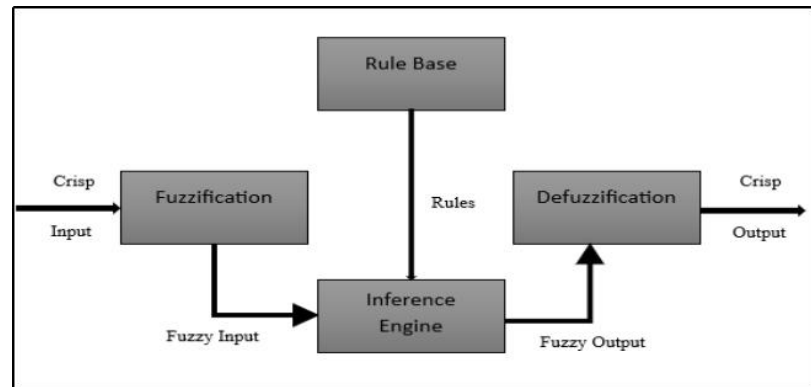 Rule Base
Crisp
Input
Fuzzification
Rules
Defuzzification
Crisp
Output
Fuzzy Input
Inference
Engine
Fuzzy Output